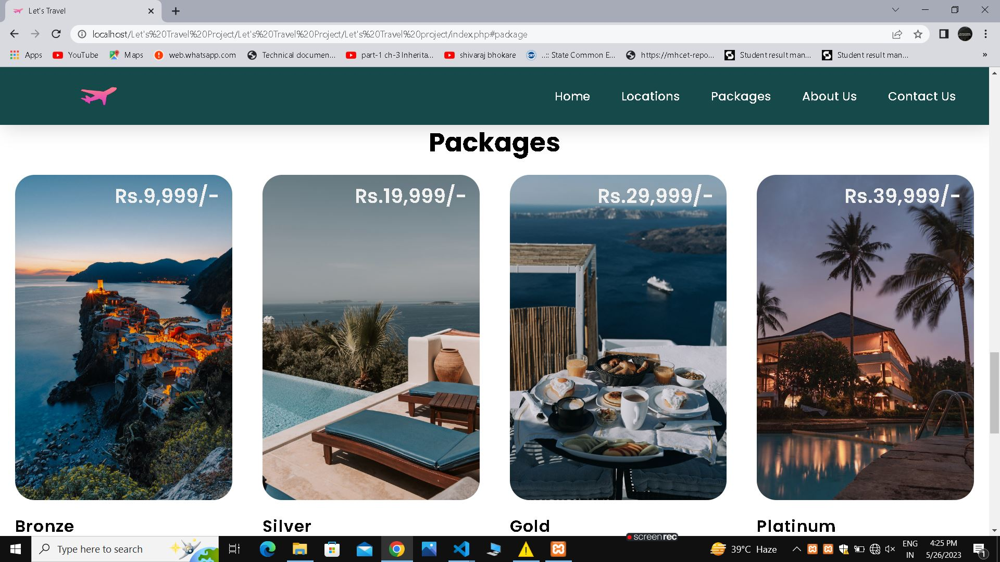 Let's Travel
localhost/Let's%20Travel%20Project/Let's%20Travel%20Project/Let's%20Travel%20project/index.php#package
Apps YouTube Maps web.whatsapp.com Technical documen... part-1 ch-3 Inherita... shivaraj bhokare ..:: State Common E... https://mhcet-repo... Student result man... Student result man... »
Home Locations Packages About Us Contact Us
Packages
Rs.9,999/- Rs.19,999/- Rs.29,999/- Rs.39,999/-
Bronze Silver Gold Platinum
screenrec
Type here to search
39°C Haze
ENG
IN
4:25 PM
5/26/2023
1